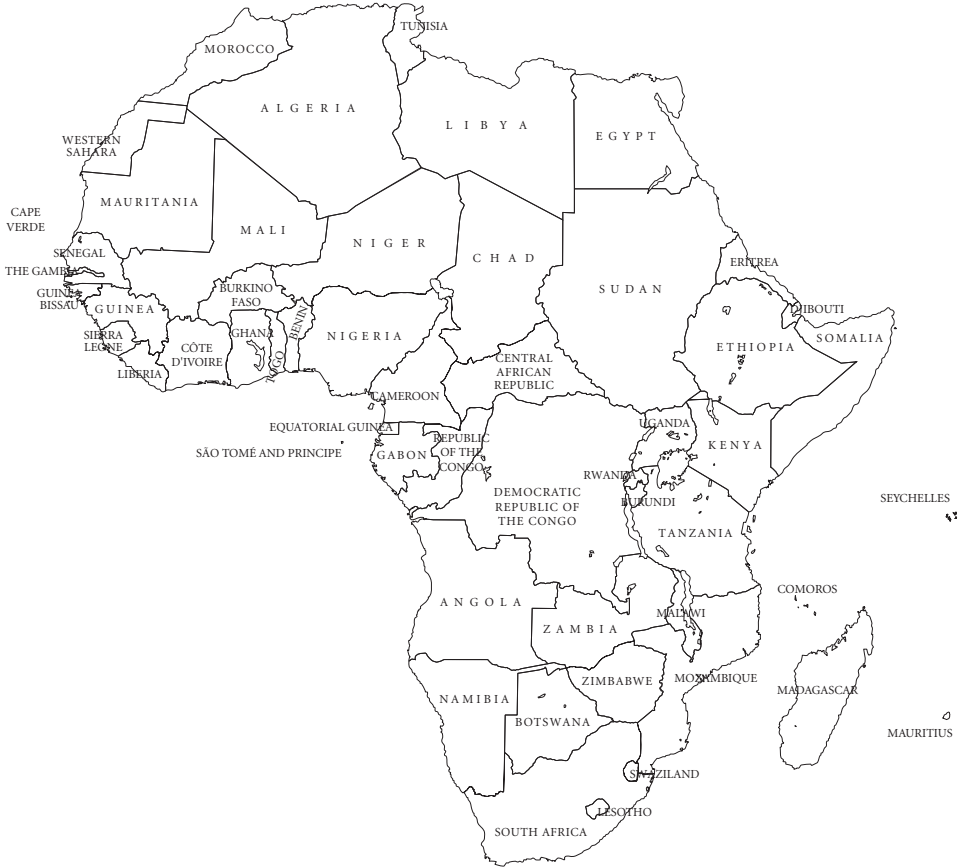 TUNISIA
MOROCCO
ALGERIA
LIBYA
EGYPT
WESTERN
SAHARA
MAURITANIA
CAPE
VERDE
MALI
NIGER
CHAD
SUDAN
ERITREA
SENEGAL
THE GAMBIA
GUINEA
BISSAU
GUINEA
BURKINO
FASO
DJIBOUTI
SIERRA
LEONE
GHANA
BENIN
TOGO
NIGERIA
ETHIOPIA
SOMALIA
CÔTE
D'IVOIRE
LIBERIA
CENTRAL
AFRICAN
REPUBLIC
CAMEROON
EQUATORIAL GUINEA
SÃO TOMÉ AND PRINCIPE
GABON
REPUBLIC
OF THE
CONGO
UGANDA
KENYA
RWANDA
BURUNDI
DEMOCRATIC
REPUBLIC OF
THE CONGO
TANZANIA
SEYCHELLES
COMOROS
ANGOLA
ZAMBIA
MALAWI
MOZAMBIQUE
ZIMBABWE
MADAGASCAR
MAURITIUS
NAMIBIA
BOTSWANA
SWAZILAND
LESOTHO
SOUTH AFRICA